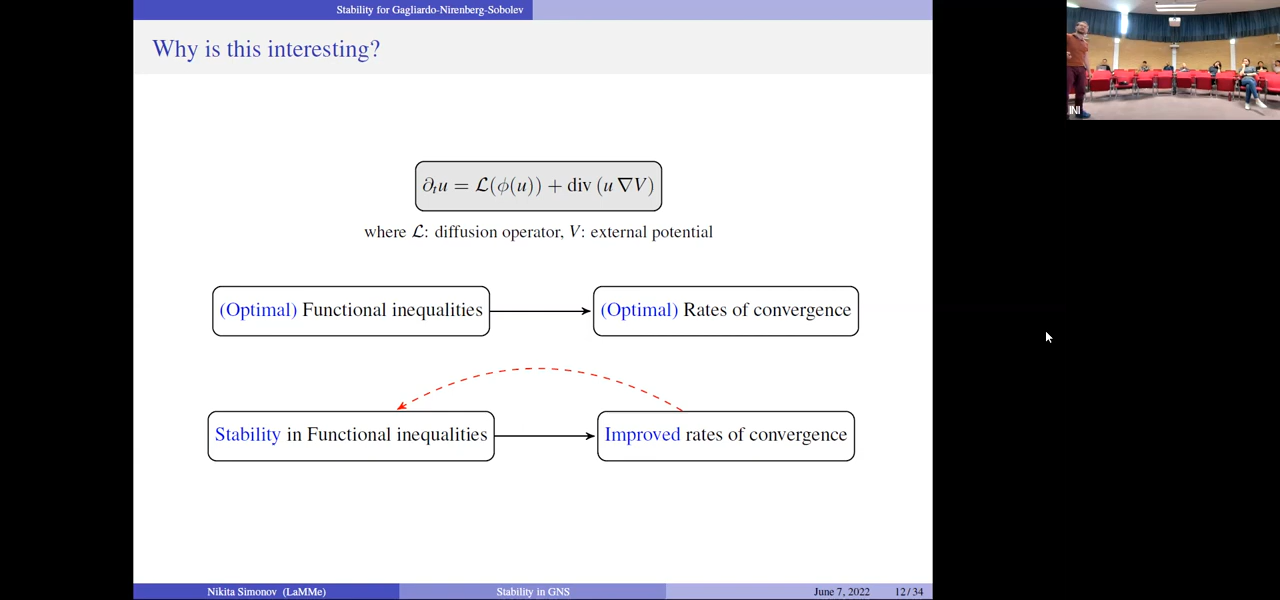 Stability for Gagliardo-Nirenberg-Sobolev
Why is this interesting?
∂ₜu = ℒ(ϕ(u)) + div (u ∇V)
where ℒ: diffusion operator, V: external potential
(Optimal) Functional inequalities
(Optimal) Rates of convergence
Stability in Functional inequalities
Improved rates of convergence
Nikita Simonov (LaMMe)
Stability in GNS
June 7, 2022
12/34
INI